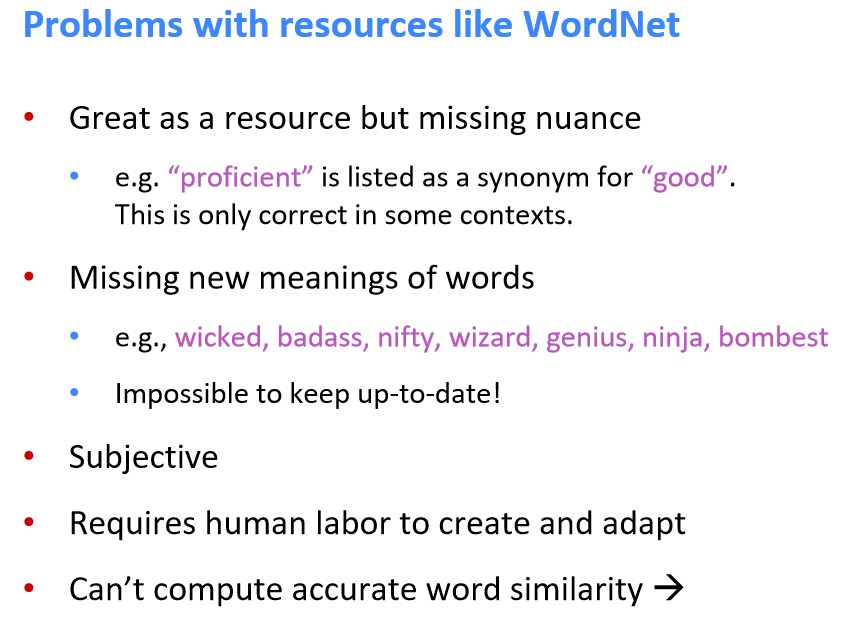 Problems with resources like WordNet
• Great as a resource but missing nuance
• e.g. “proficient” is listed as a synonym for “good”.
This is only correct in some contexts.
• Missing new meanings of words
• e.g., wicked, badass, nifty, wizard, genius, ninja, bombest
• Impossible to keep up-to-date!
• Subjective
• Requires human labor to create and adapt
• Can’t compute accurate word similarity →